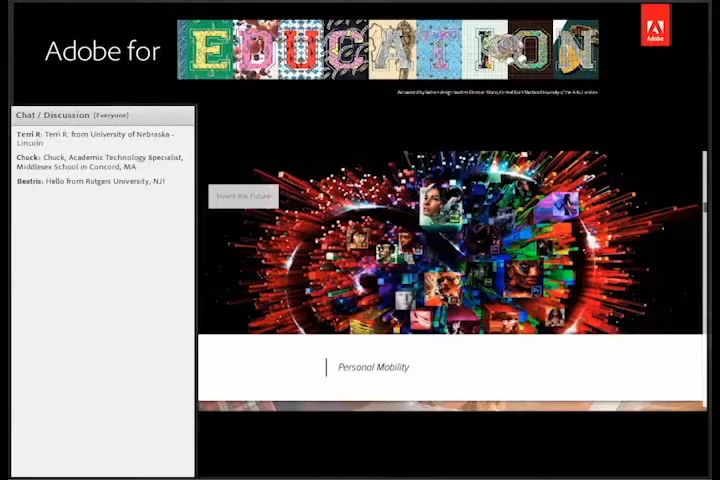 Adobe for EDUCATION
Adobe
Chat / Discussion (Everyone)
Terri R: Terri R. from University of Nebraska -
Lincoln
Chuck: Chuck, Academic Technology Specialist,
Middlesex School in Concord, MA
Beatris: Hello from Rutgers University, NJ!
Invent the Future
Personal Mobility